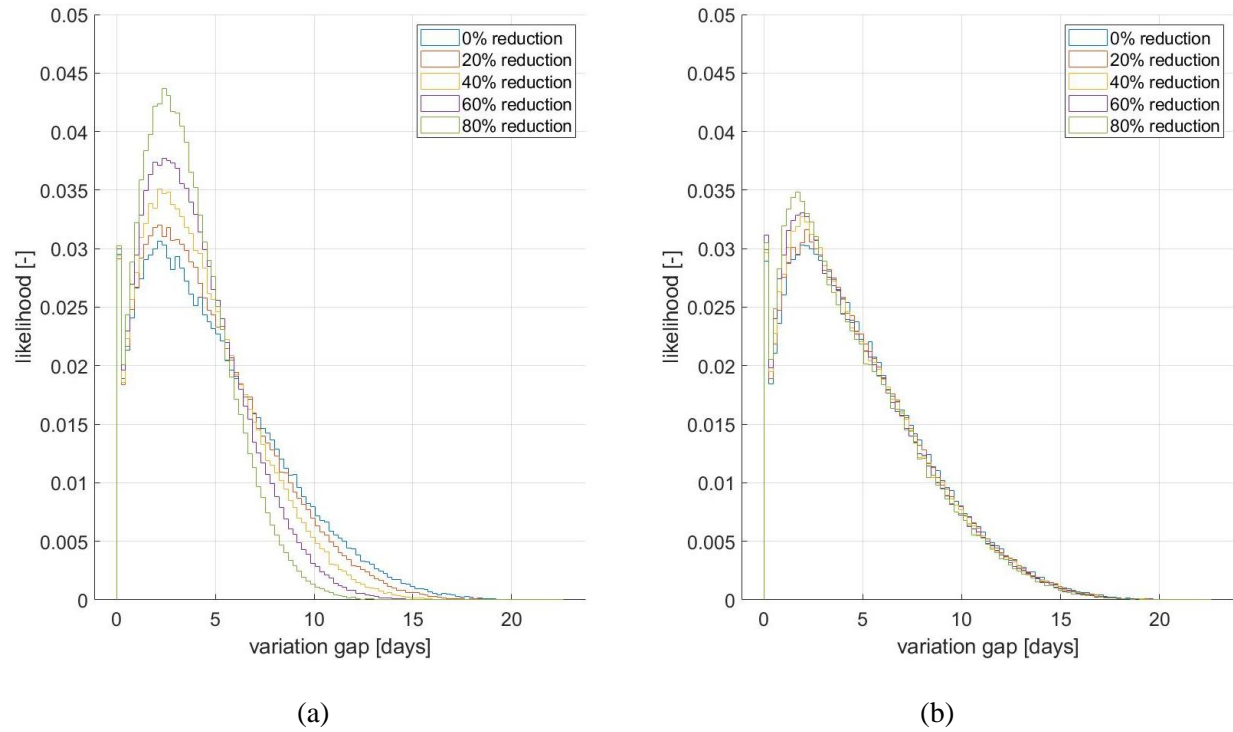 0.05
0.045
0.04
0.035
0.03
0.025
0.02
0.015
0.01
0.005
0
likelihood [-]
0% reduction
20% reduction
40% reduction
60% reduction
80% reduction
0 5 10 15 20
variation gap [days]
(a)
0.05
0.045
0.04
0.035
0.03
0.025
0.02
0.015
0.01
0.005
0
likelihood [-]
0% reduction
20% reduction
40% reduction
60% reduction
80% reduction
0 5 10 15 20
variation gap [days]
(b)